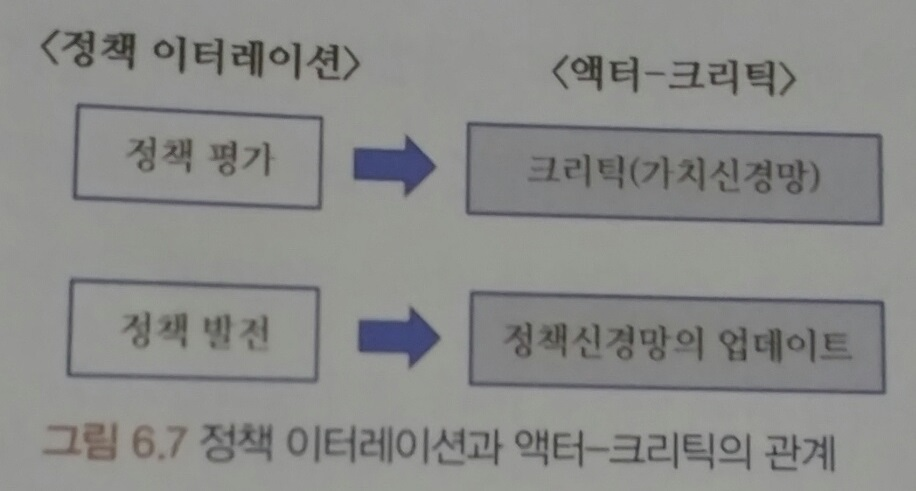 <정책 이터레이션>
<액터-크리틱>
정책 평가
크리틱(가치신경망)
정책 발전
정책신경망의 업데이트
그림 6.7 정책 이터레이션과 액터-크리틱의 관계